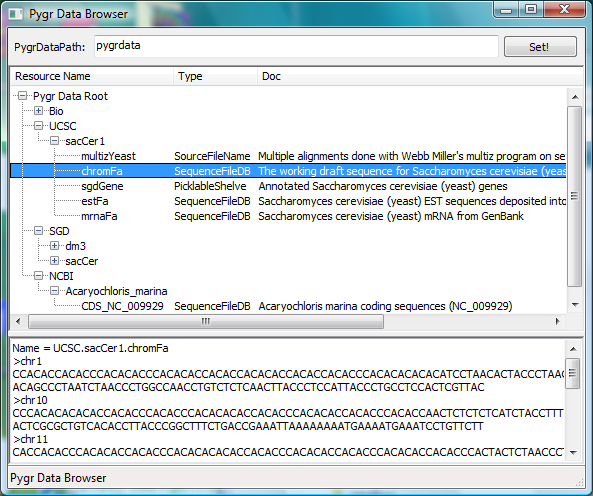 Pygr Data Browser
PygrDataPath: pygrdata Set!
Resource Name Type Doc
Pygr Data Root
Bio
UCSC
sacCer1
multizYeast SourceFileName Multiple alignments done with Webb Miller's multiz program on se
chromFa SequenceFileDB The working draft sequence for Saccharomyces cerevisiae (yeas
sgdGene PicklableShelve Annotated Saccharomyces cerevisiae (yeast) genes
estFa SequenceFileDB Saccharomyces cerevisiae (yeast) EST sequences deposited into
mrnaFa SequenceFileDB Saccharomyces cerevisiae (yeast) mRNA from GenBank
SGD
dm3
sacCer
NCBI
Acaryochloris_marina
CDS_NC_009929 SequenceFileDB Acaryochloris marina coding sequences (NC_009929)
Name = UCSC.sacCer1.chromFa
>chr1
CCACACCACACCCACACACCCACACACCACACCACACACCACACCACACCCACACACACACATCCTAACACTACCCTAAC
ACAGCCCTAATCTAACCCTGGCCAACCTGTCTCTCAACTTACCCTCCATTACCCTGCCTCCACTCGTTAC
>chr10
CCCACACACACACCACACCCACACCCACACACACCACACCCACACACCACACCCACACCAACTCTCTCTCATCTACCTTT
ACTCGCGCTGTCACACCTTACCCGGCTTTCTGACCGAAATTAAAAAAAATGAAAATGAAATCCTGTTCTT
>chr11
CACCACACCCACACACCACACCCACACACACACCACACCCACACACCACACCCACACACCACACCCACTACTCTAACCCT
Pygr Data Browser